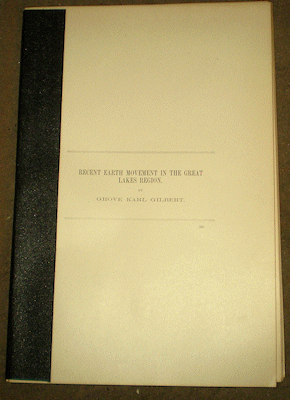 RECENT EARTH MOVEMENT IN THE GREAT
LAKES REGION.
BY
GROVE KARL GILBERT.